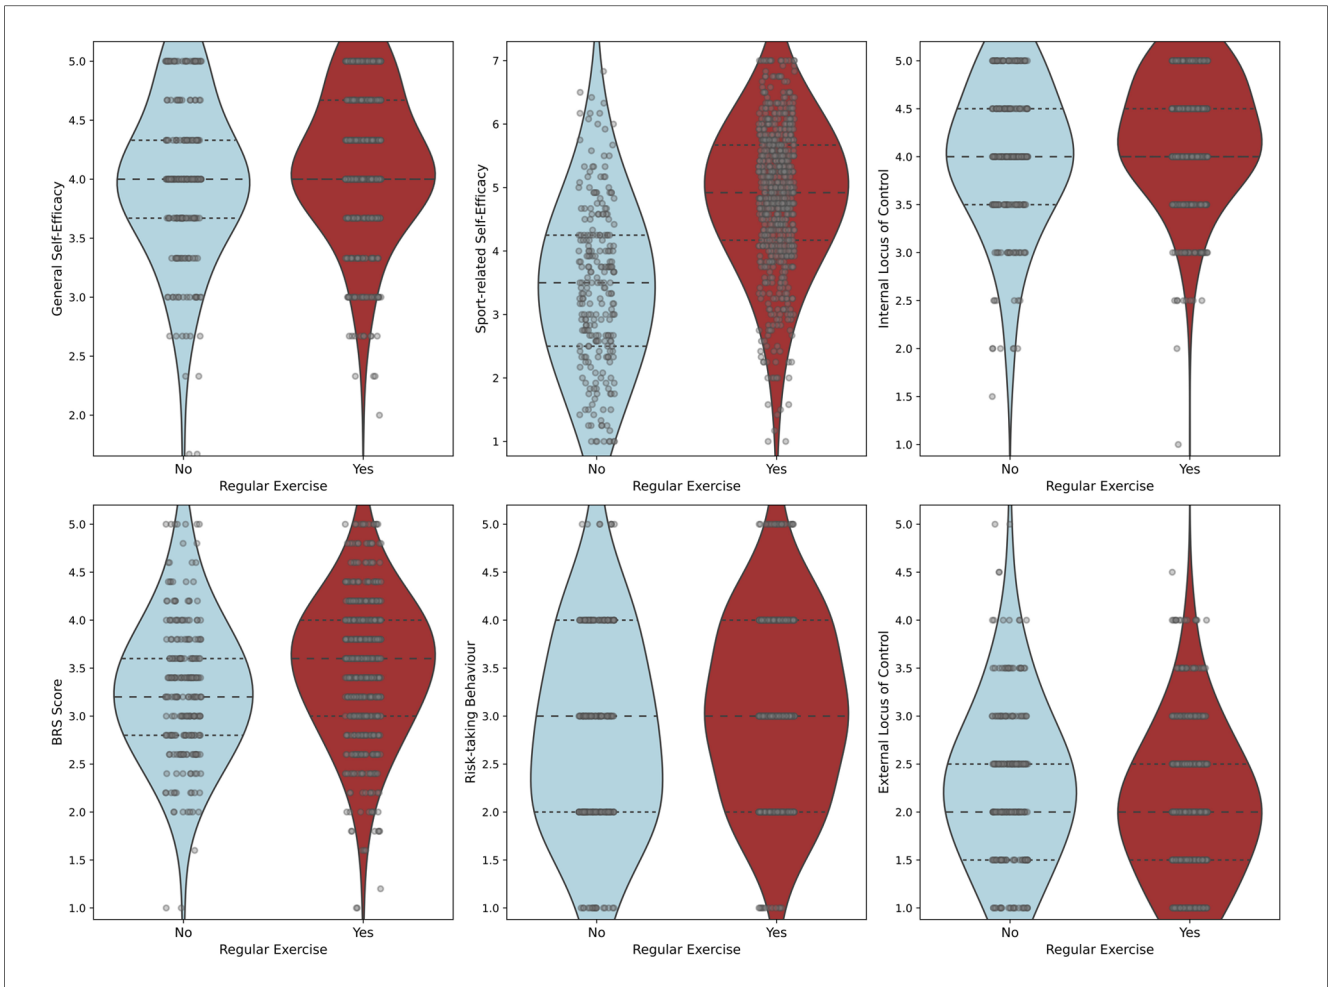 General Self-Efficacy
5.0
4.5
4.0
3.5
3.0
2.5
2.0
No
Yes
Regular Exercise
Sport-related Self-Efficacy
7
6
5
4
3
2
1
No
Yes
Regular Exercise
Internal Locus of Control
5.0
4.5
4.0
3.5
3.0
2.5
2.0
1.5
1.0
No
Yes
Regular Exercise
BRS Score
5.0
4.5
4.0
3.5
3.0
2.5
2.0
1.5
1.0
No
Yes
Regular Exercise
Risk-taking Behaviour
5.0
4.5
4.0
3.5
3.0
2.5
2.0
1.5
1.0
No
Yes
Regular Exercise
External Locus of Control
5.0
4.5
4.0
3.5
3.0
2.5
2.0
1.5
1.0
No
Yes
Regular Exercise